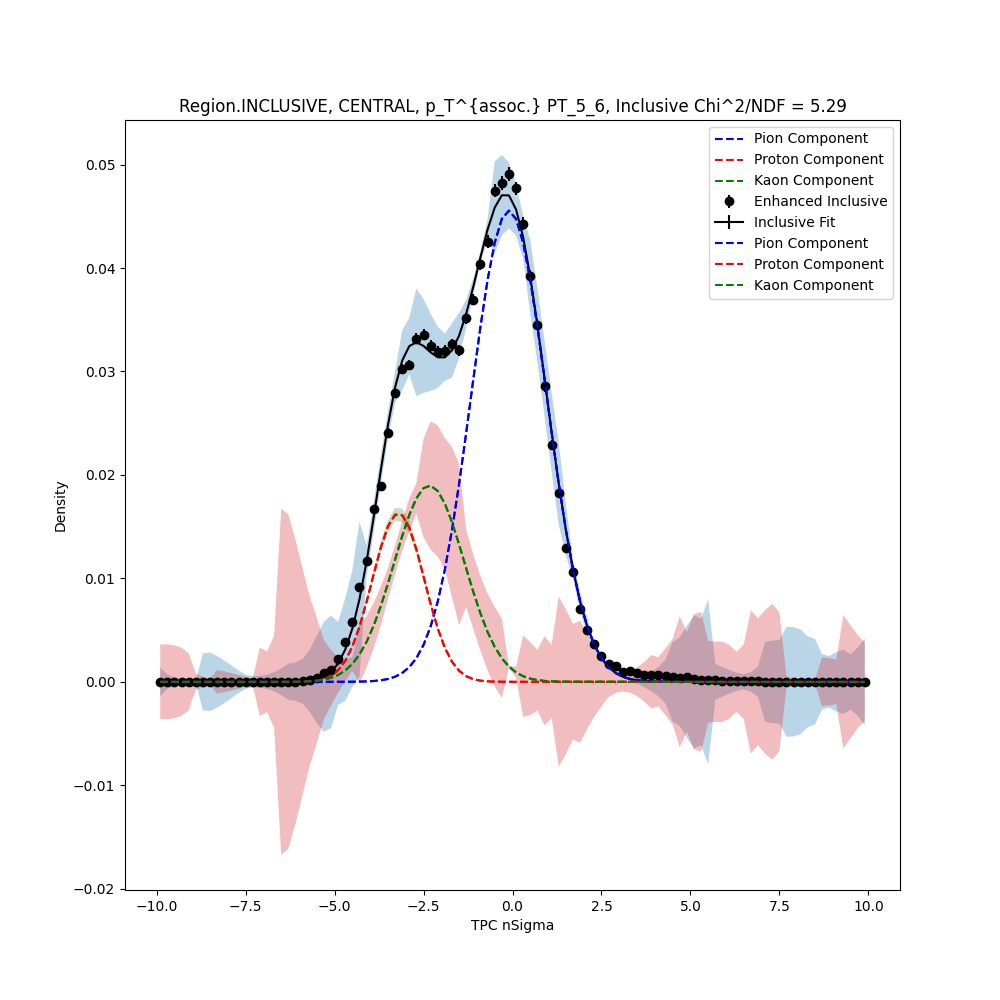 Region.INCLUSIVE, CENTRAL, p_T^{assoc.} PT_5_6, Inclusive Chi^2/NDF = 5.29
Pion Component
Proton Component
Kaon Component
Enhanced Inclusive
Inclusive Fit
Pion Component
Proton Component
Kaon Component
0.05
0.04
0.03
0.02
0.01
0.00
−0.01
−0.02
Density
−10.0 −7.5 −5.0 −2.5 0.0 2.5 5.0 7.5 10.0
TPC nSigma